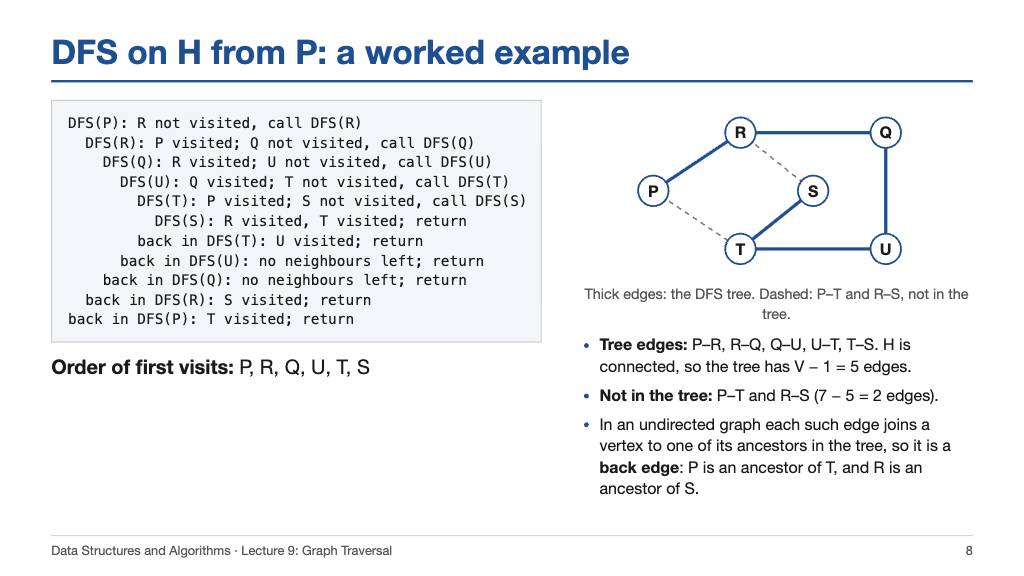 DFS on H from P: a worked example
DFS(P): R not visited, call DFS(R)
DFS(R): P visited; Q not visited, call DFS(Q)
DFS(Q): R visited; U not visited, call DFS(U)
DFS(U): Q visited; T not visited, call DFS(T)
DFS(T): P visited; S not visited, call DFS(S)
DFS(S): R visited, T visited; return
back in DFS(T): U visited; return
back in DFS(U): no neighbours left; return
back in DFS(Q): no neighbours left; return
back in DFS(R): S visited; return
back in DFS(P): T visited; return
Order of first visits: P, R, Q, U, T, S
R Q
P S
T U
Thick edges: the DFS tree. Dashed: P–T and R–S, not in the
tree.
• Tree edges: P–R, R–Q, Q–U, U–T, T–S. H is
connected, so the tree has V − 1 = 5 edges.
• Not in the tree: P–T and R–S (7 − 5 = 2 edges).
• In an undirected graph each such edge joins a
vertex to one of its ancestors in the tree, so it is a
back edge: P is an ancestor of T, and R is an
ancestor of S.
Data Structures and Algorithms · Lecture 9: Graph Traversal 8